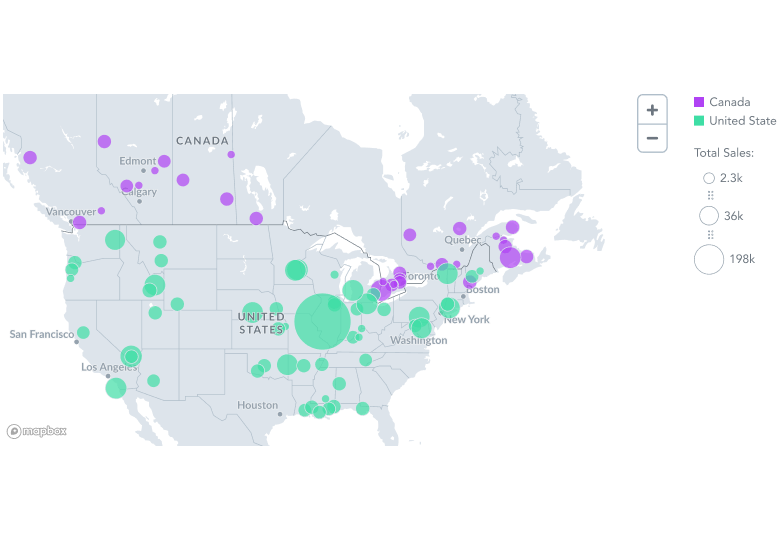 CANADA
Edmont
algary
Vancouver
Quebec
Toronto
Boston
New York
Washington
UNITED
STATES
San Francisco
Los Angeles
Houston
mapbox
+
−
Canada
United State
Total Sales:
2.3k
36k
198k